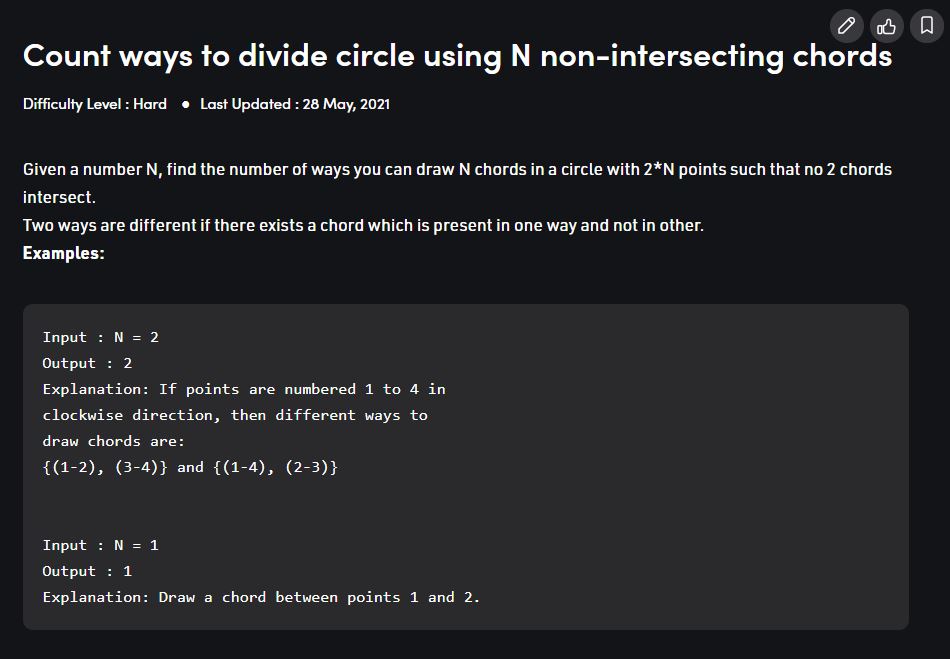 Count ways to divide circle using N non-intersecting chords
Difficulty Level : Hard ● Last Updated : 28 May, 2021
Given a number N, find the number of ways you can draw N chords in a circle with 2*N points such that no 2 chords
intersect.
Two ways are different if there exists a chord which is present in one way and not in other.
Examples:
Input : N = 2
Output : 2
Explanation: If points are numbered 1 to 4 in
clockwise direction, then different ways to
draw chords are:
{(1-2), (3-4)} and {(1-4), (2-3)}
Input : N = 1
Output : 1
Explanation: Draw a chord between points 1 and 2.